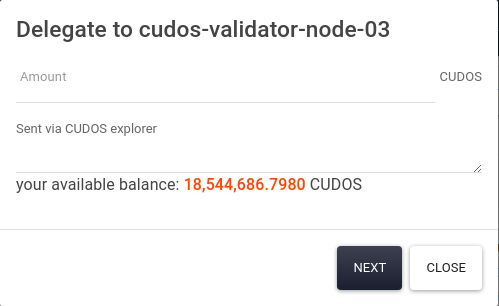 Delegate to cudos-validator-node-03
Amount CUDOS
Sent via CUDOS explorer
your available balance: 18,544,686.7980 CUDOS
NEXT CLOSE